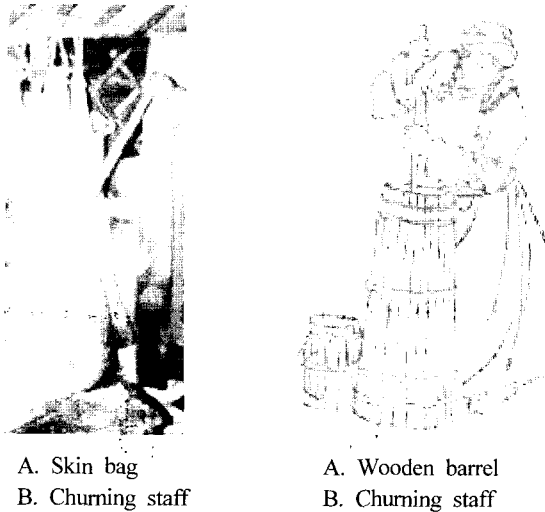 A. Skin bag
B. Churning staff
A. Wooden barrel
B. Churning staff